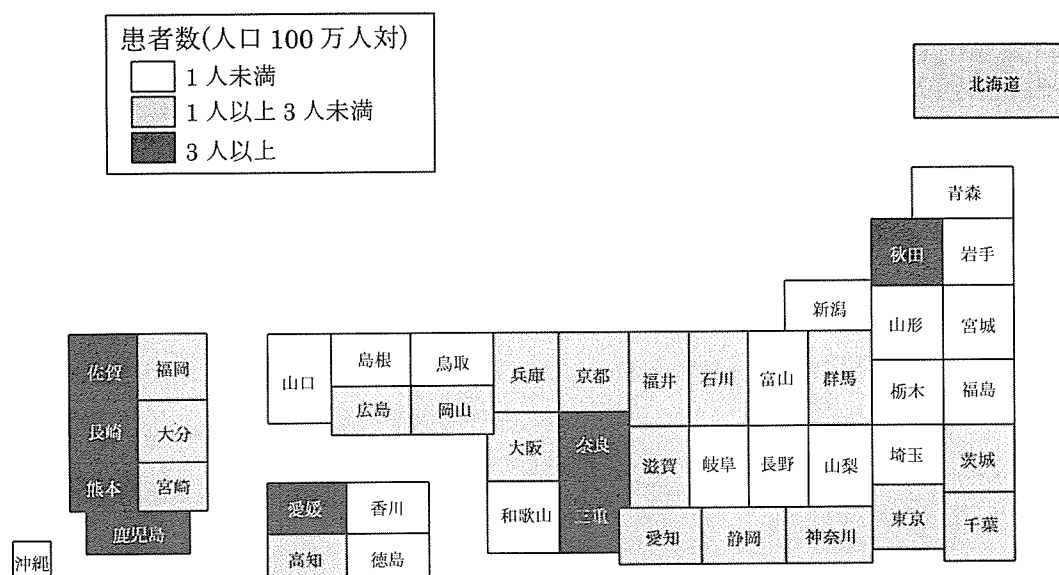 患者数(人口 100 万人対)
1 人未満
1 人以上 3 人未満
3 人以上
北海道
青森
秋田 岩手
新潟 山形 宮城
佐賀 福岡 山口 島根 鳥取 兵庫 京都 福井 石川 富山 群馬 栃木 福島
広島 岡山
長崎 大分 大阪 奈良 滋賀 岐阜 長野 山梨 埼玉 茨城
熊本 宮崎 愛媛 香川 和歌山 三重 愛知 静岡 神奈川 東京 千葉
鹿児島 高知 徳島
沖縄